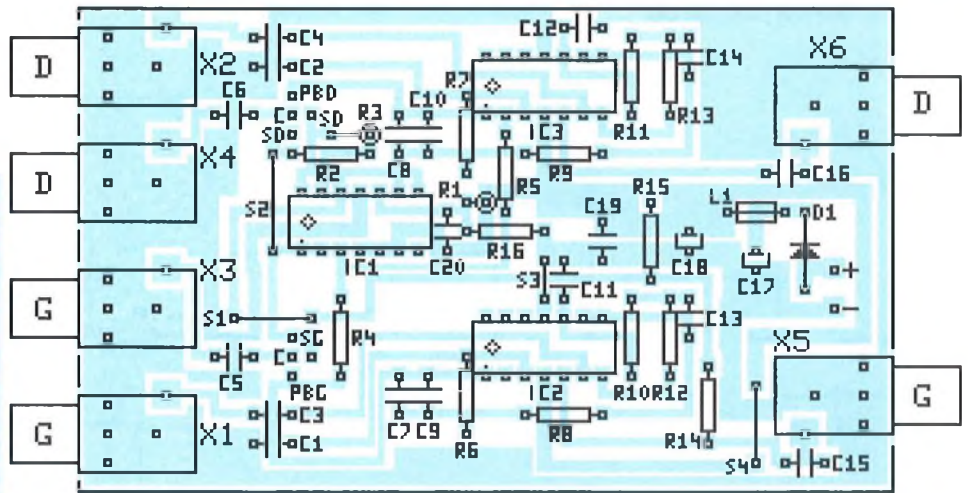 C12
C4
X2
C14
X6
D
C2
R7
D
PBD
C10
C6
SD
R3
C
SD
IC3
R11
R13
X4
R2
C8
R5
R9
C16
D
R1
R15
L1
D1
S2
C19
IC1
C20
R16
C18
C17
+
X3
S3
C11
–
G
S1
C13
SG
R4
X5
C
C5
PBG
IC2
R10
R12
G
C3
C7
C9
G
X1
R6
R8
R14
C1
S4
C15